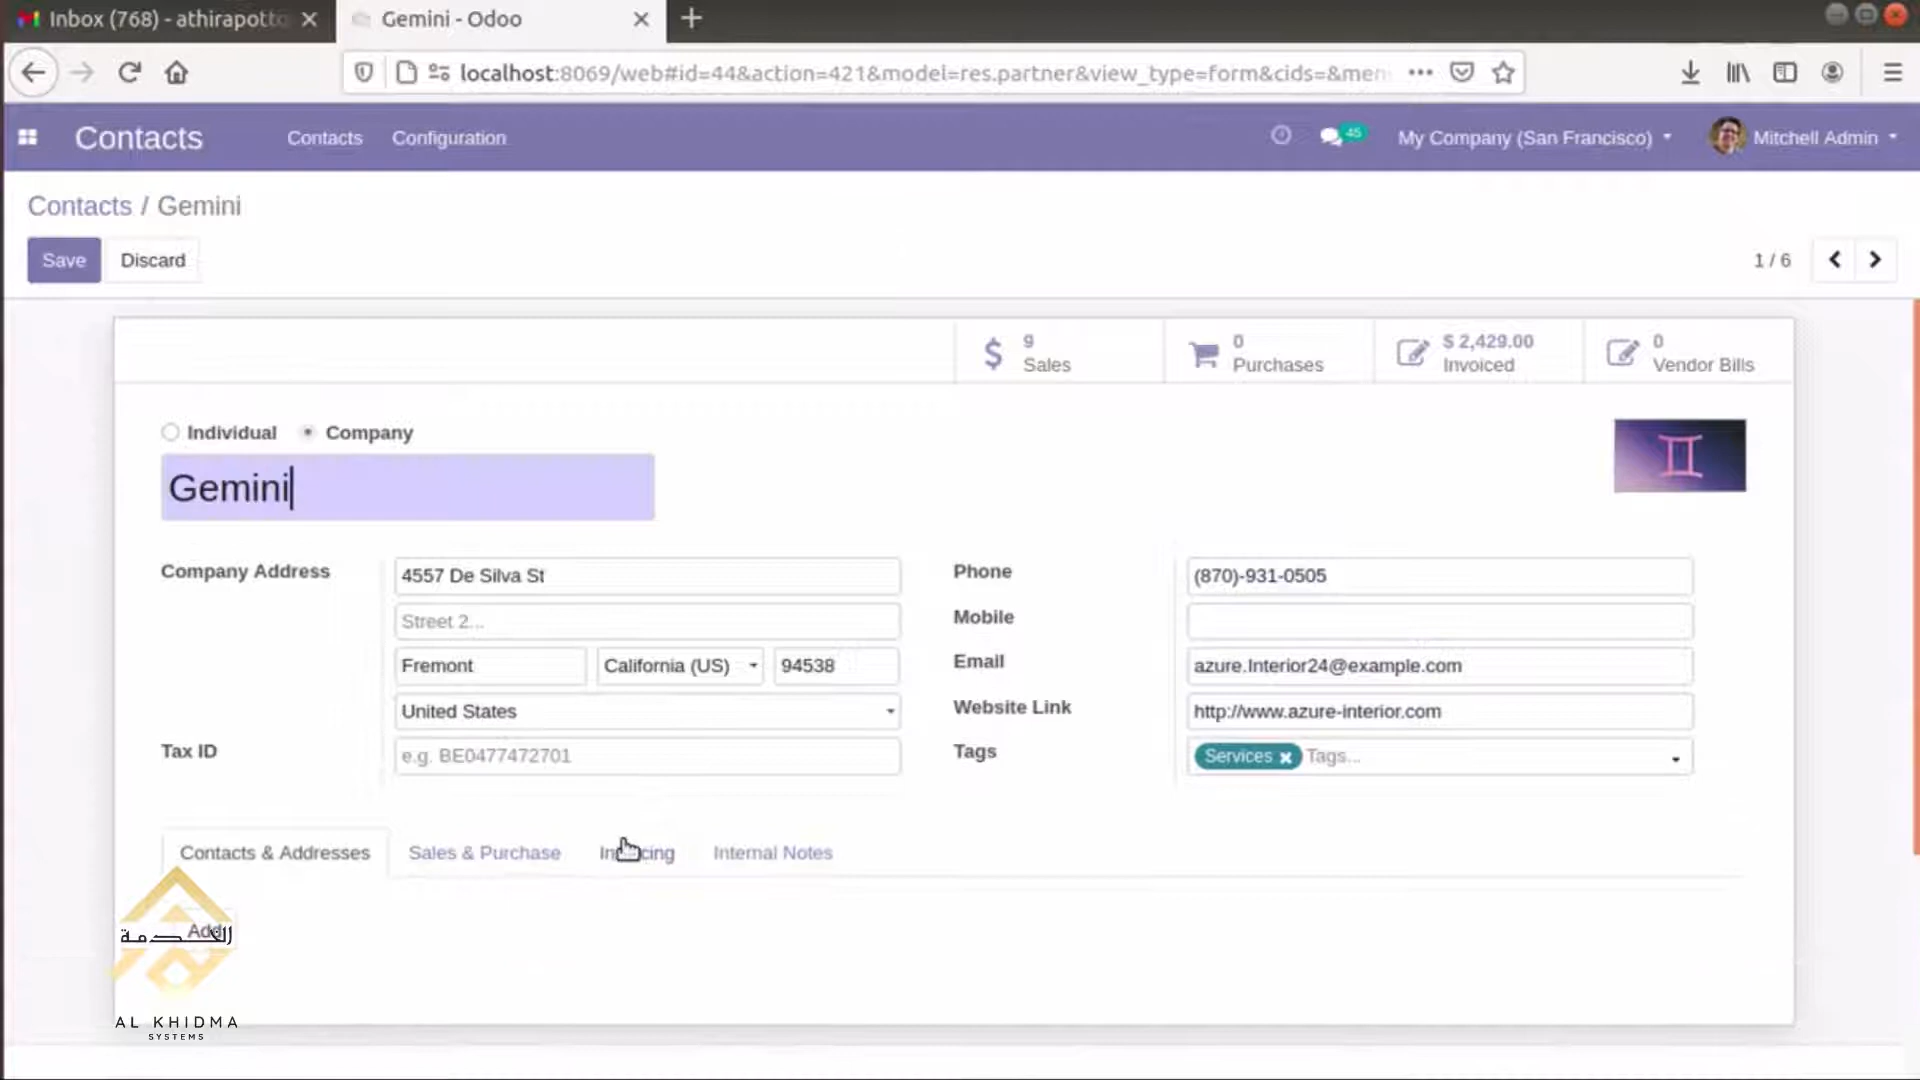 Inbox (768) - athirapotto
Gemini - Odoo
localhost:8069/web#id=44&action=421&model=res.partner&view_type=form&cids=&men
Contacts
Contacts
Configuration
45
My Company (San Francisco)
Mitchell Admin
Contacts / Gemini
Save
Discard
1 / 6
9
Sales
0
Purchases
$ 2,429.00
Invoiced
0
Vendor Bills
Individual
Company
Gemini
Company Address
4557 De Silva St
Street 2...
Fremont
California (US)
94538
United States
Tax ID
e.g. BE0477472701
Phone
(870)-931-0505
Mobile
Email
azure.Interior24@example.com
Website Link
http://www.azure-interior.com
Tags
Services
Tags...
Contacts & Addresses
Sales & Purchase
Internal Notes
Add
الخدمة
AL KHIDMA
SYSTEMS